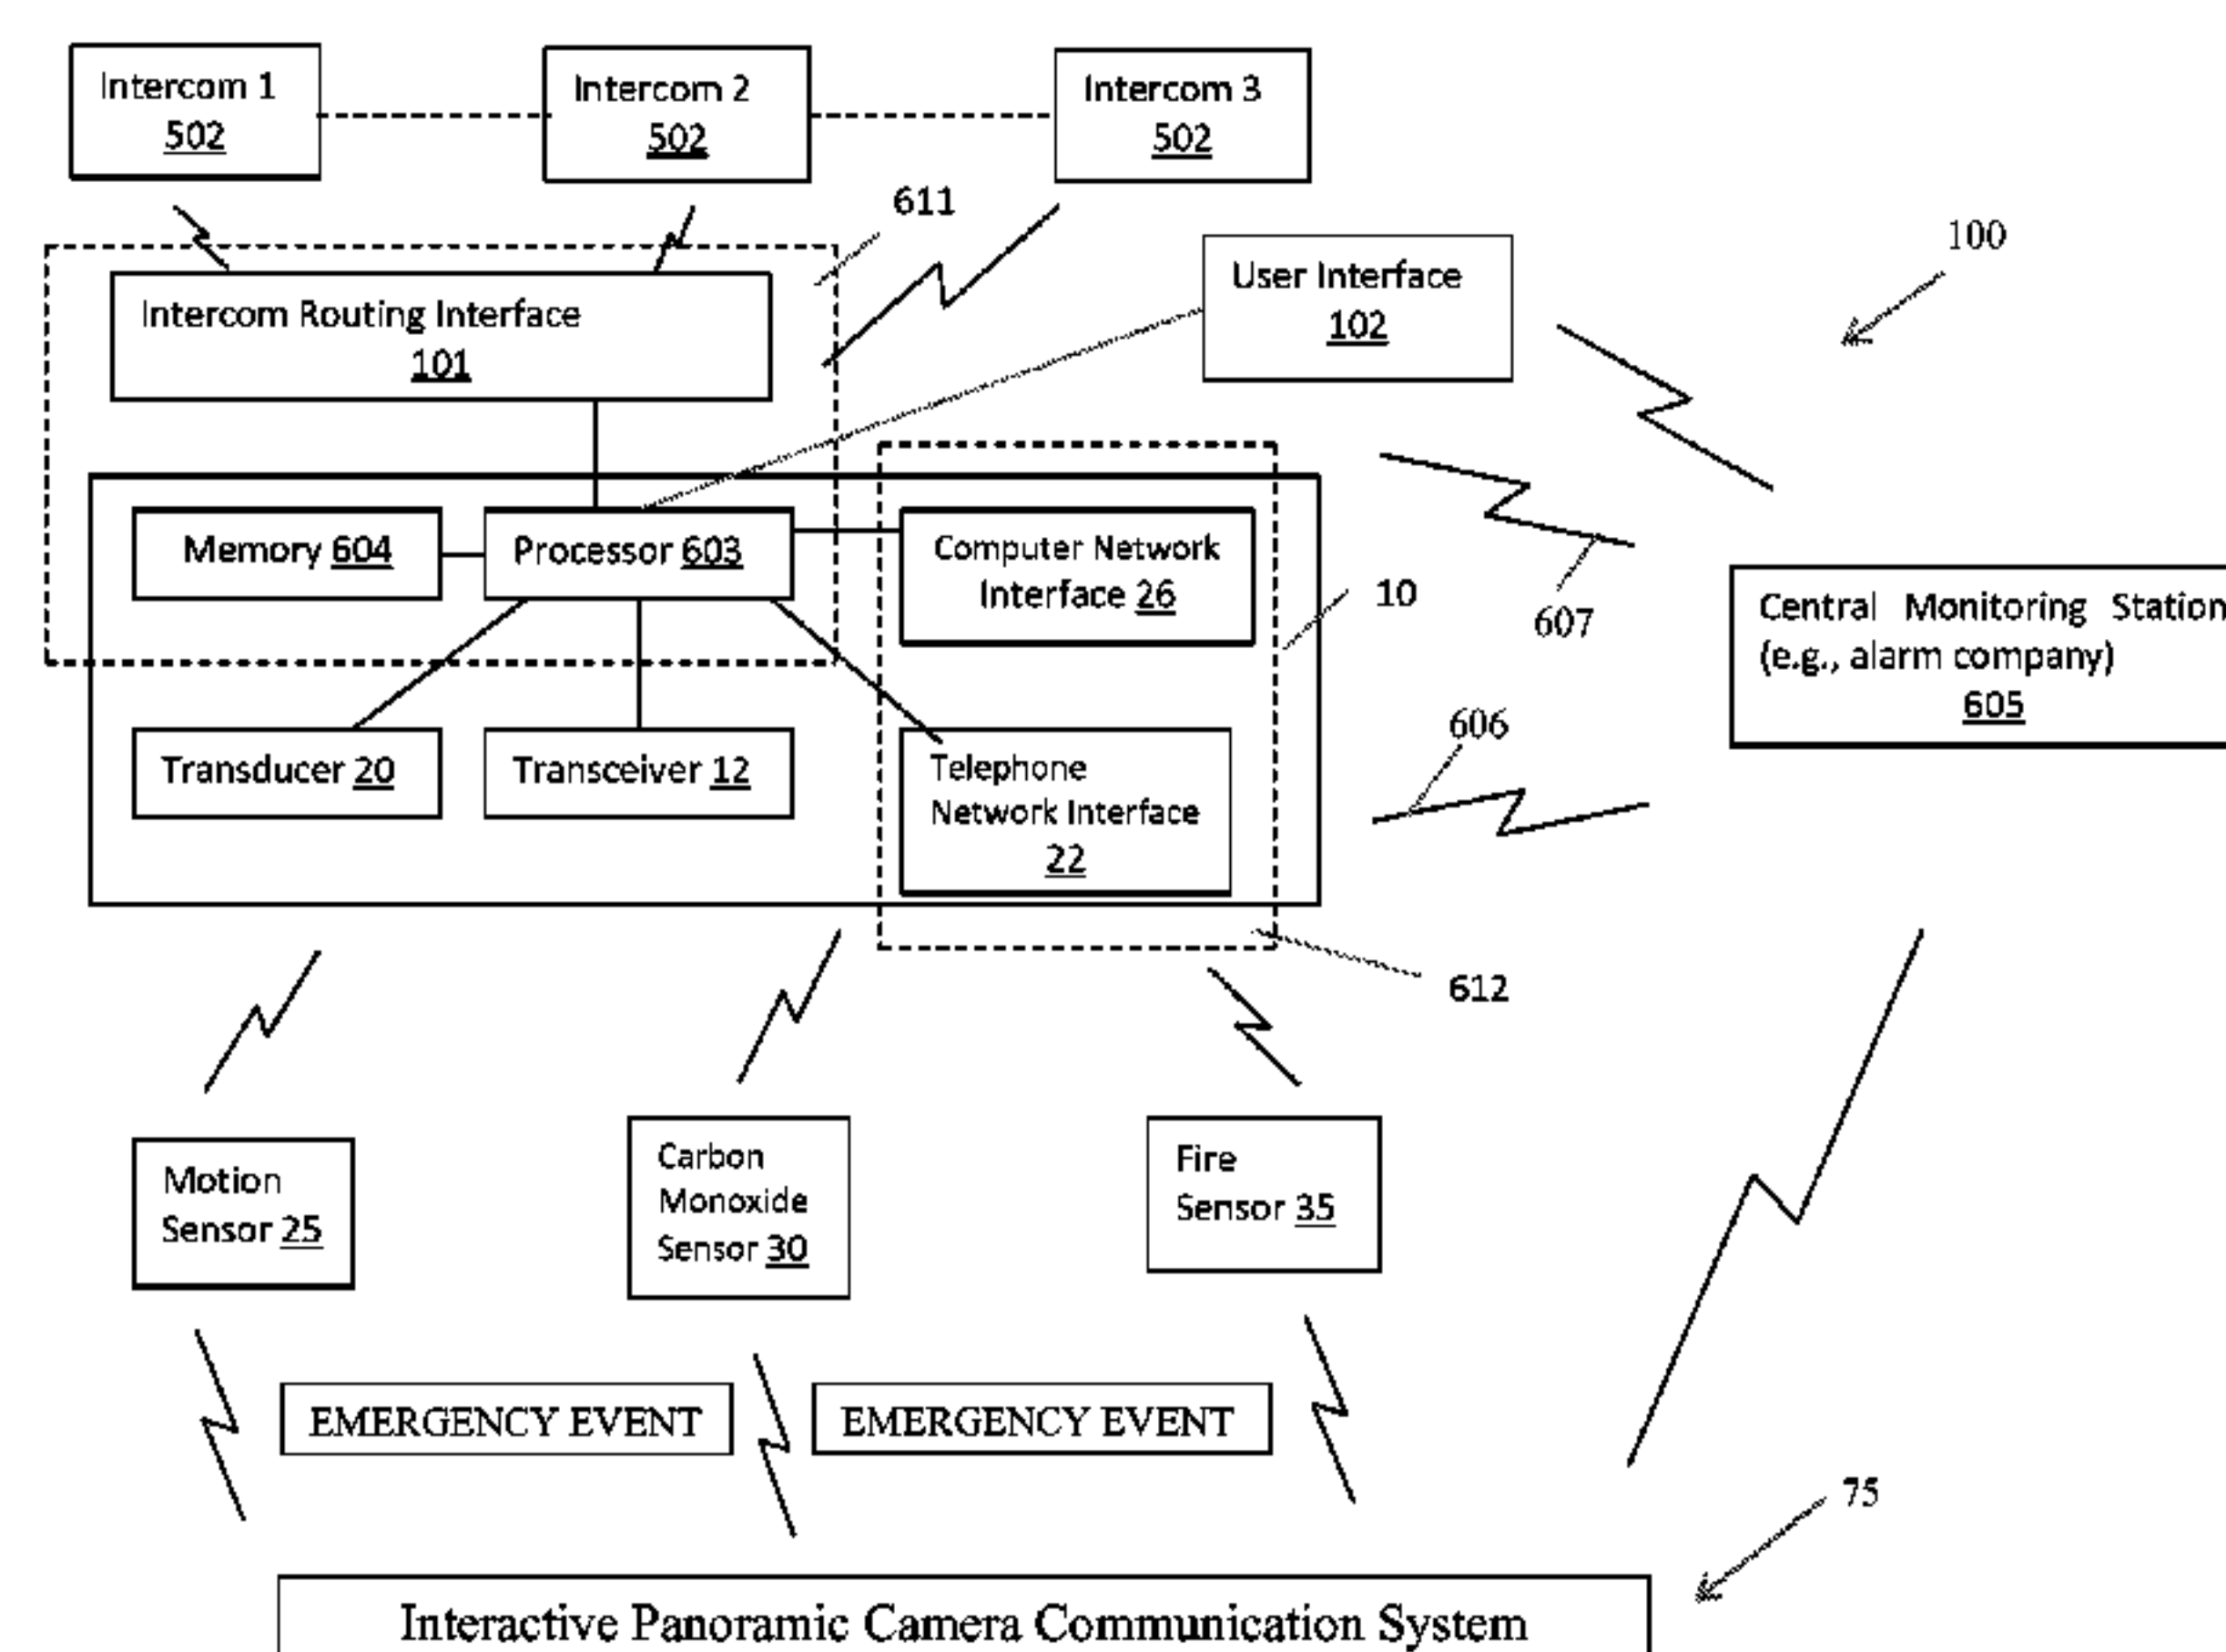 Intercom 1
502
Intercom 2
502
Intercom 3
502
611
100
User Interface
102
Intercom Routing Interface
101
Memory 604
Processor 603
Computer Network
Interface 26
10
607
Central Monitoring Station
(e.g., alarm company)
605
606
Transducer 20
Transceiver 12
Telephone
Network Interface
22
612
Motion
Sensor 25
Carbon
Monoxide
Sensor 30
Fire
Sensor 35
EMERGENCY EVENT
EMERGENCY EVENT
75
Interactive Panoramic Camera Communication System